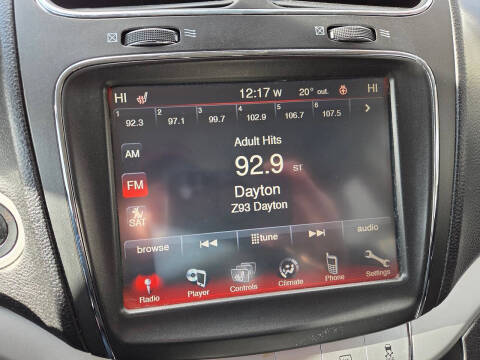 HI 12:17 W 20° out. HI
1 92.3 2 97.1 3 99.7 4 102.9 5 106.7 6 107.5
Adult Hits
AM
92.9 ST
FM
Dayton
Z93 Dayton
SAT
browse tune audio
Radio Player Controls Climate Phone Settings